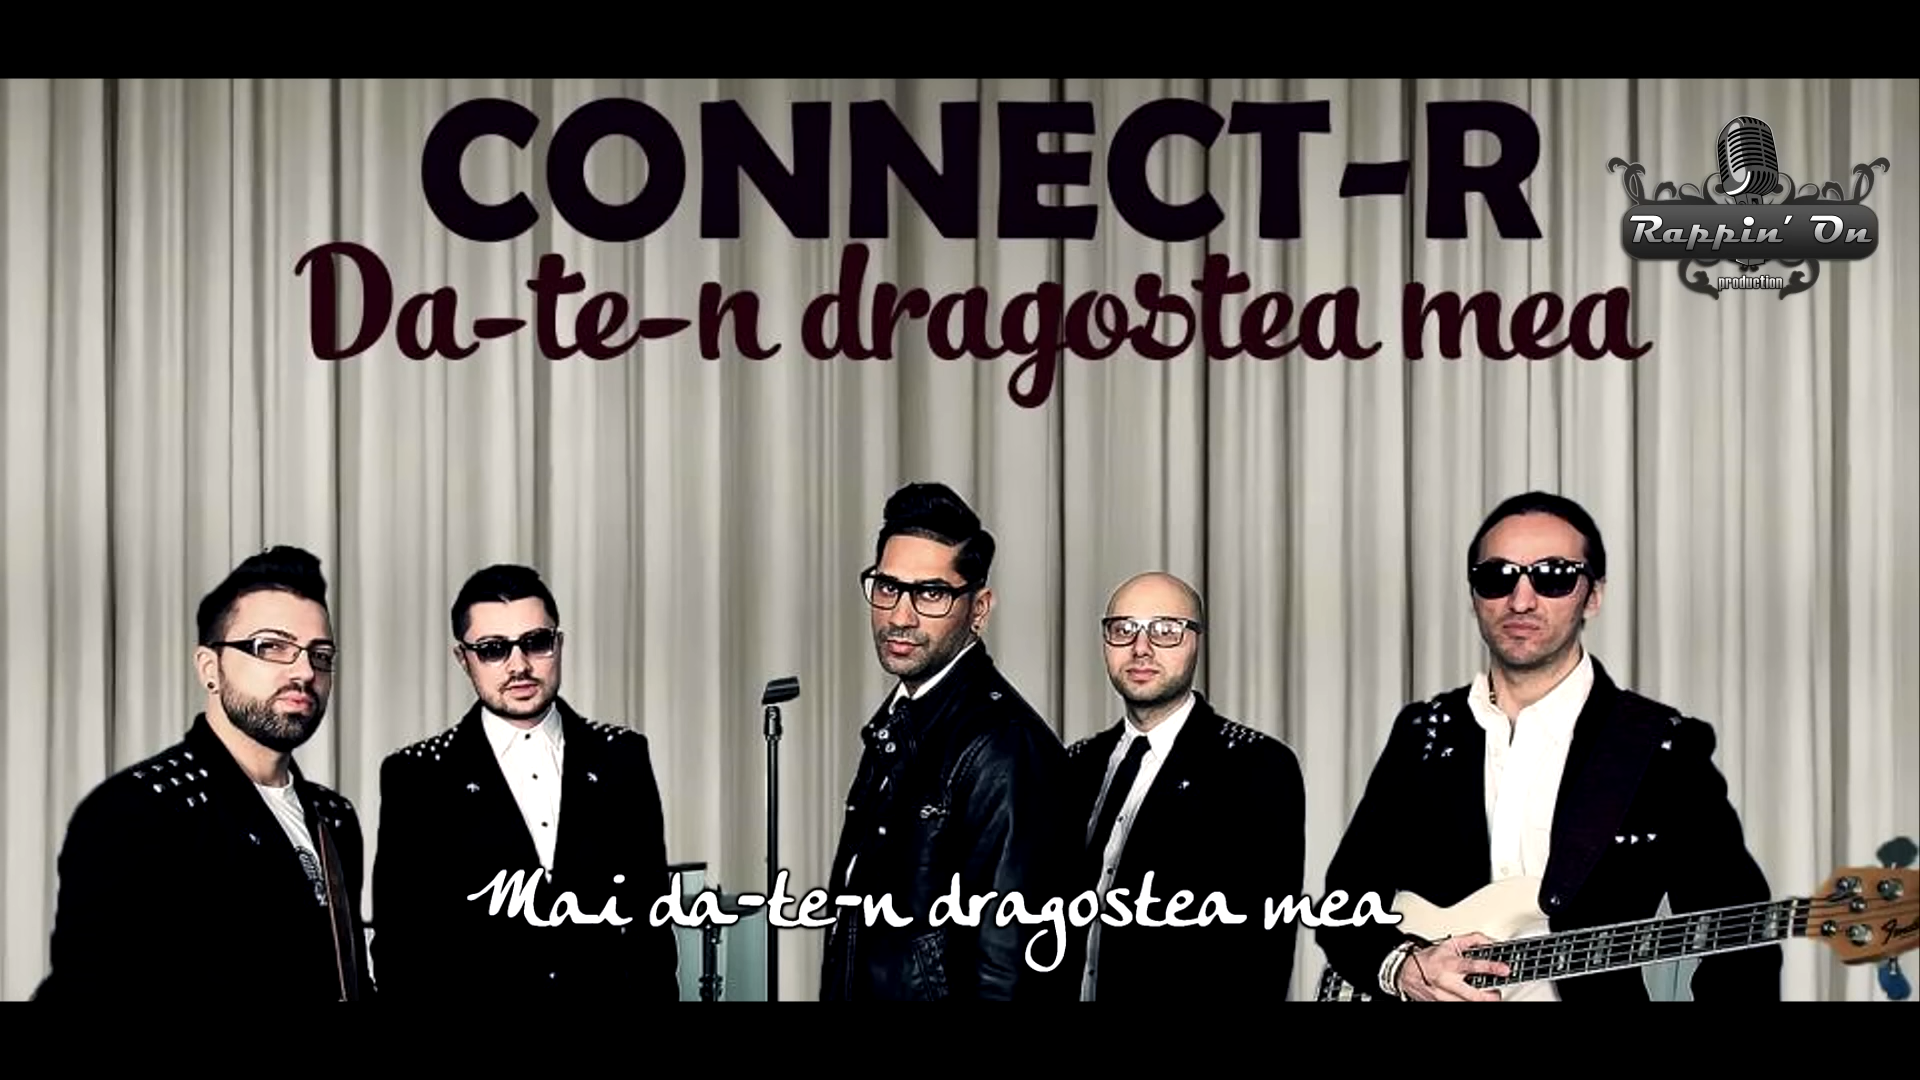 CONNECT-R
Da-te-n dragostea mea
Rappin' On
production
Mai da-te-n dragostea mea